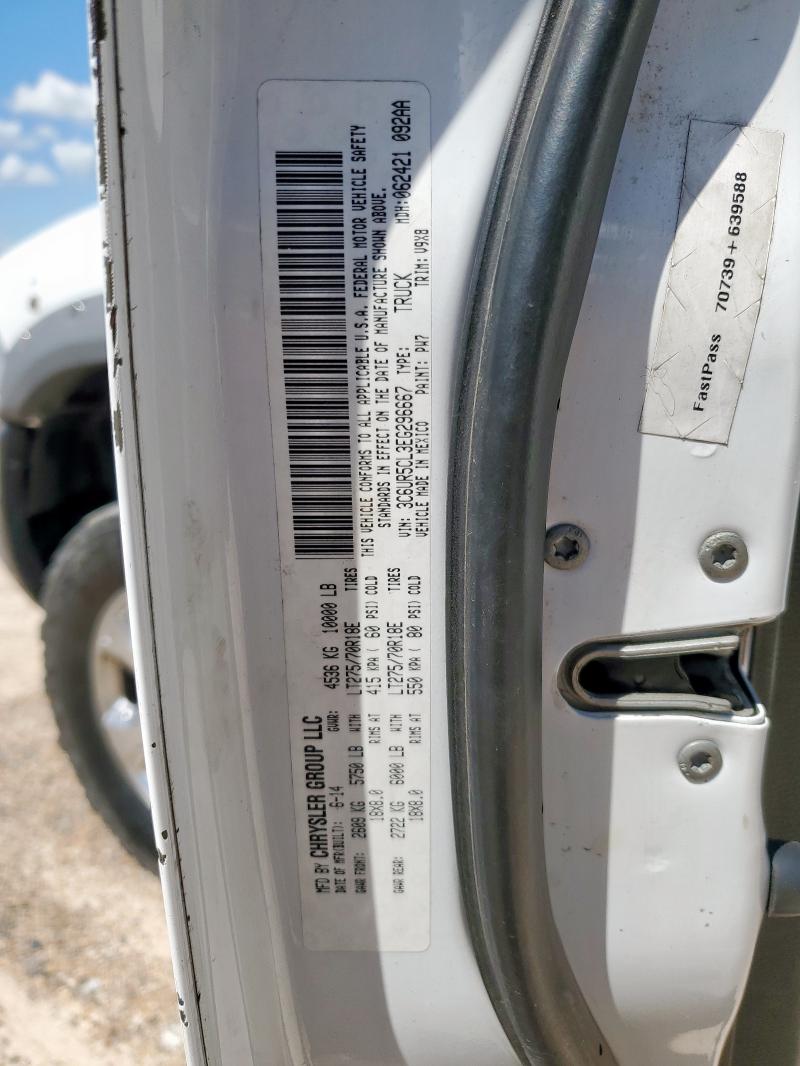 MFD BY CHRYSLER GROUP LLC
DATE OF MFR(BUILT): 6-14 GVWR: 4536 KG 10000 LB
GAWR FRONT: 2609 KG 5750 LB WITH LT275/70R18E TIRES
18X8.0 RIMS AT 415 KPA ( 60 PSI) COLD
GAWR REAR: 2722 KG 6000 LB WITH LT275/70R18E TIRES
18X8.0 RIMS AT 550 KPA ( 80 PSI) COLD
THIS VEHICLE CONFORMS TO ALL APPLICABLE U.S.A. FEDERAL MOTOR VEHICLE SAFETY
STANDARDS IN EFFECT ON THE DATE OF MANUFACTURE SHOWN ABOVE.
VIN: 3C6UR5CL3EG296667 TYPE: TRUCK MDH: 062421 092AA
VEHICLE MADE IN MEXICO PAINT: PW7 TRIM: V9X8
FastPass 70739 + 639588